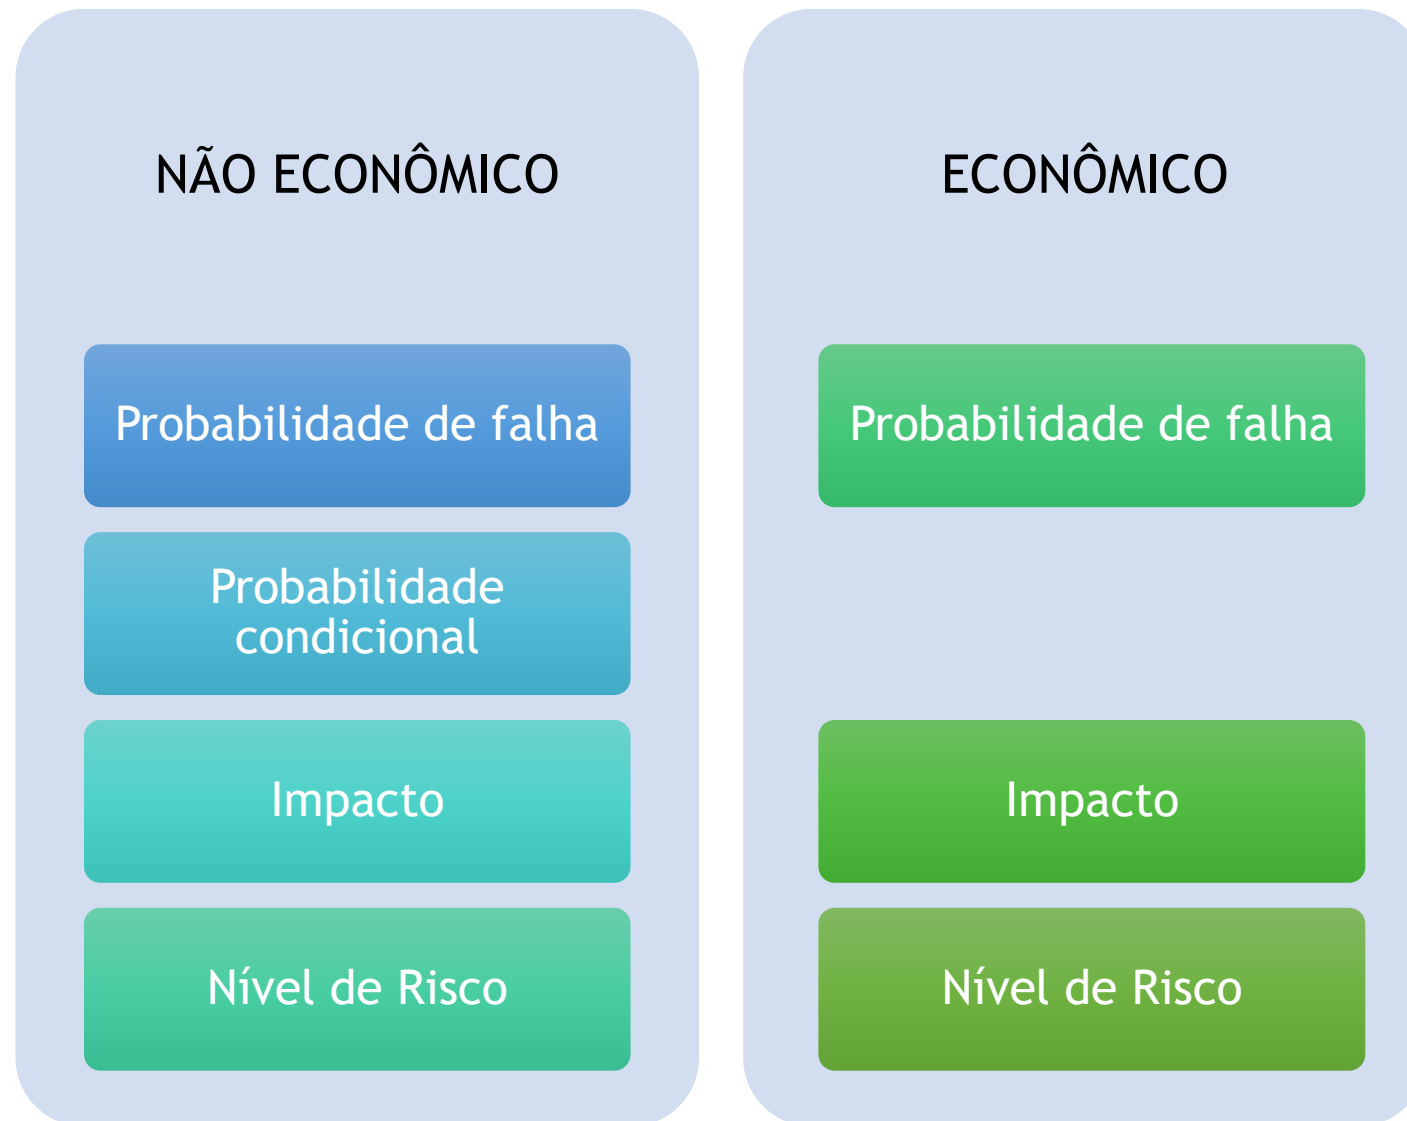 NÃO ECONÔMICO
Probabilidade de falha
Probabilidade
condicional
Impacto
Nível de Risco
ECONÔMICO
Probabilidade de falha
Impacto
Nível de Risco